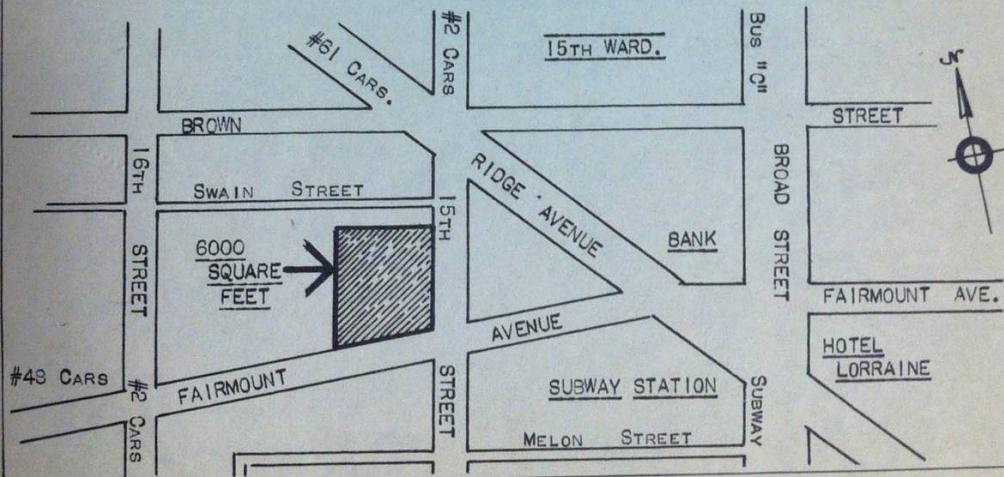 #61 CARS.
#2 CARS
15TH WARD.
BUS "C"
N
BROWN
STREET
16TH
STREET
SWAIN STREET
15TH
STREET
RIDGE AVENUE
BROAD STREET
BANK
6000
SQUARE
FEET
FAIRMOUNT
AVENUE
FAIRMOUNT AVE.
HOTEL
LORRAINE
#48 CARS
#2 CARS
SUBWAY STATION
SUBWAY
MELON STREET